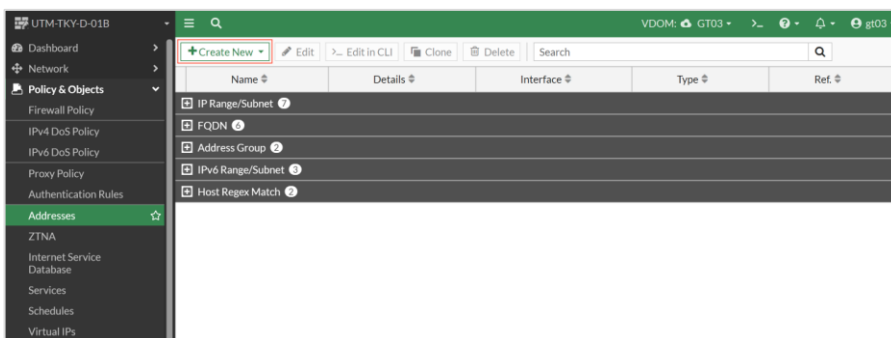 UTM-TKY-D-01B
VDOM: GT03
>_
gt03
Dashboard
Network
Policy & Objects
Firewall Policy
IPv4 DoS Policy
IPv6 DoS Policy
Proxy Policy
Authentication Rules
Addresses
ZTNA
Internet Service
Database
Services
Schedules
Virtual IPs
+Create New
Edit
>_ Edit in CLI
Clone
Delete
Search
Name
Details
Interface
Type
Ref.
IP Range/Subnet 7
FQDN 6
Address Group 2
IPv6 Range/Subnet 3
Host Regex Match 2